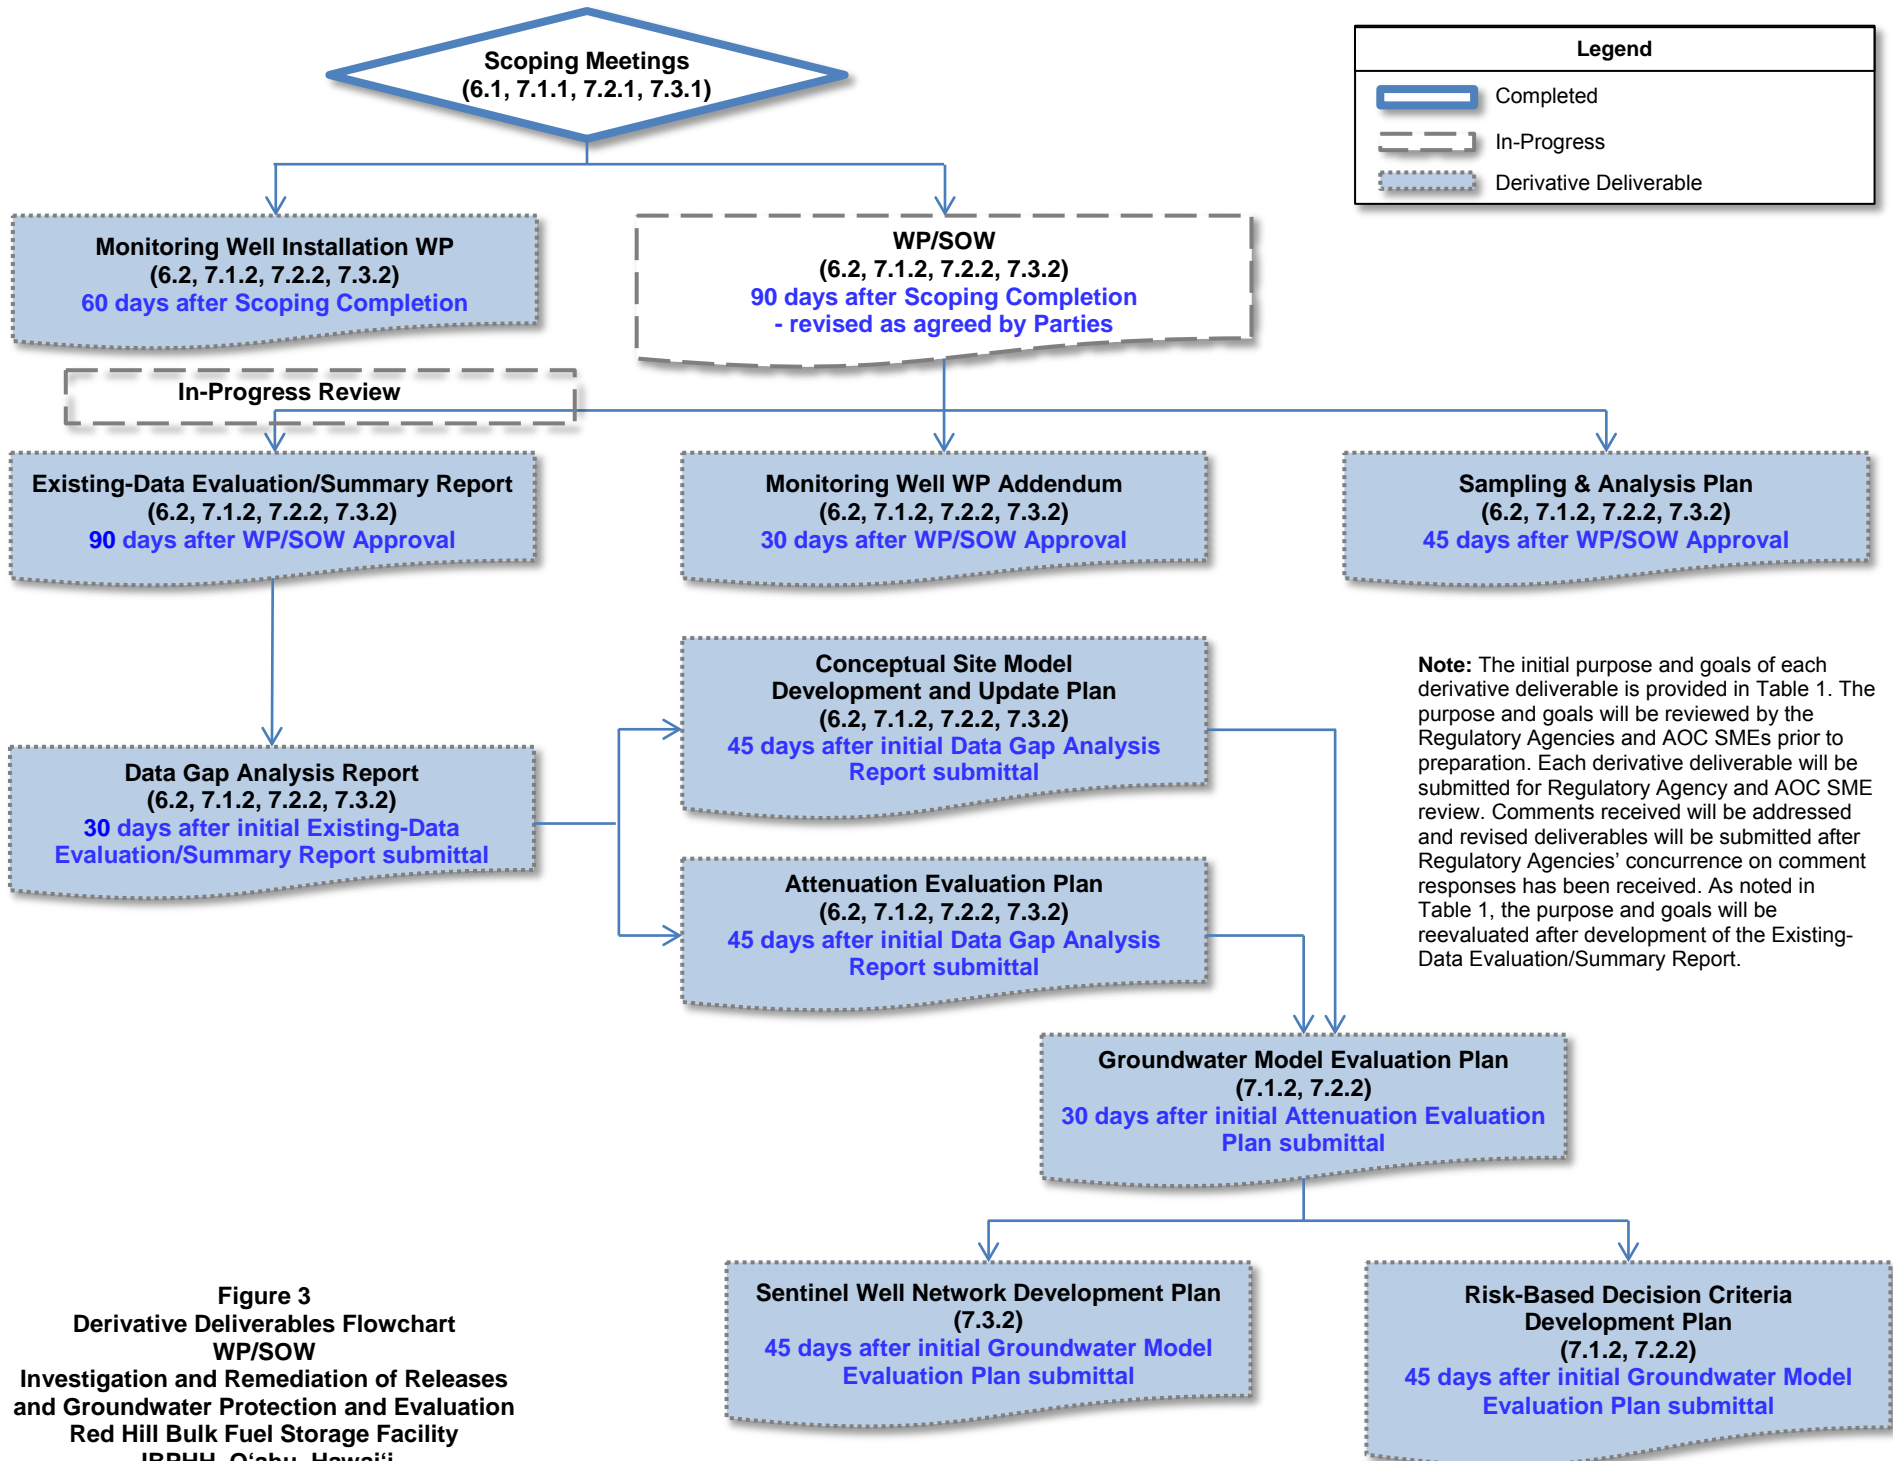 Scoping Meetings
(6.1, 7.1.1, 7.2.1, 7.3.1)
Legend
Completed
In-Progress
Derivative Deliverable
Monitoring Well Installation WP
(6.2, 7.1.2, 7.2.2, 7.3.2)
60 days after Scoping Completion
WP/SOW
(6.2, 7.1.2, 7.2.2, 7.3.2)
90 days after Scoping Completion
- revised as agreed by Parties
In-Progress Review
Existing-Data Evaluation/Summary Report
(6.2, 7.1.2, 7.2.2, 7.3.2)
90 days after WP/SOW Approval
Monitoring Well WP Addendum
(6.2, 7.1.2, 7.2.2, 7.3.2)
30 days after WP/SOW Approval
Sampling & Analysis Plan
(6.2, 7.1.2, 7.2.2, 7.3.2)
45 days after WP/SOW Approval
Conceptual Site Model
Development and Update Plan
(6.2, 7.1.2, 7.2.2, 7.3.2)
45 days after initial Data Gap Analysis
Report submittal
Note: The initial purpose and goals of each
derivative deliverable is provided in Table 1. The
purpose and goals will be reviewed by the
Regulatory Agencies and AOC SMEs prior to
preparation. Each derivative deliverable will be
submitted for Regulatory Agency and AOC SME
review. Comments received will be addressed
and revised deliverables will be submitted after
Regulatory Agencies’ concurrence on comment
responses has been received. As noted in
Table 1, the purpose and goals will be
reevaluated after development of the Existing-
Data Evaluation/Summary Report.
Data Gap Analysis Report
(6.2, 7.1.2, 7.2.2, 7.3.2)
30 days after initial Existing-Data
Evaluation/Summary Report submittal
Attenuation Evaluation Plan
(6.2, 7.1.2, 7.2.2, 7.3.2)
45 days after initial Data Gap Analysis
Report submittal
Groundwater Model Evaluation Plan
(7.1.2, 7.2.2)
30 days after initial Attenuation Evaluation
Plan submittal
Sentinel Well Network Development Plan
(7.3.2)
45 days after initial Groundwater Model
Evaluation Plan submittal
Risk-Based Decision Criteria
Development Plan
(7.1.2, 7.2.2)
45 days after initial Groundwater Model
Evaluation Plan submittal
Figure 3
Derivative Deliverables Flowchart
WP/SOW
Investigation and Remediation of Releases
and Groundwater Protection and Evaluation
Red Hill Bulk Fuel Storage Facility
JBPHH, Oʻahu, Hawaiʻi